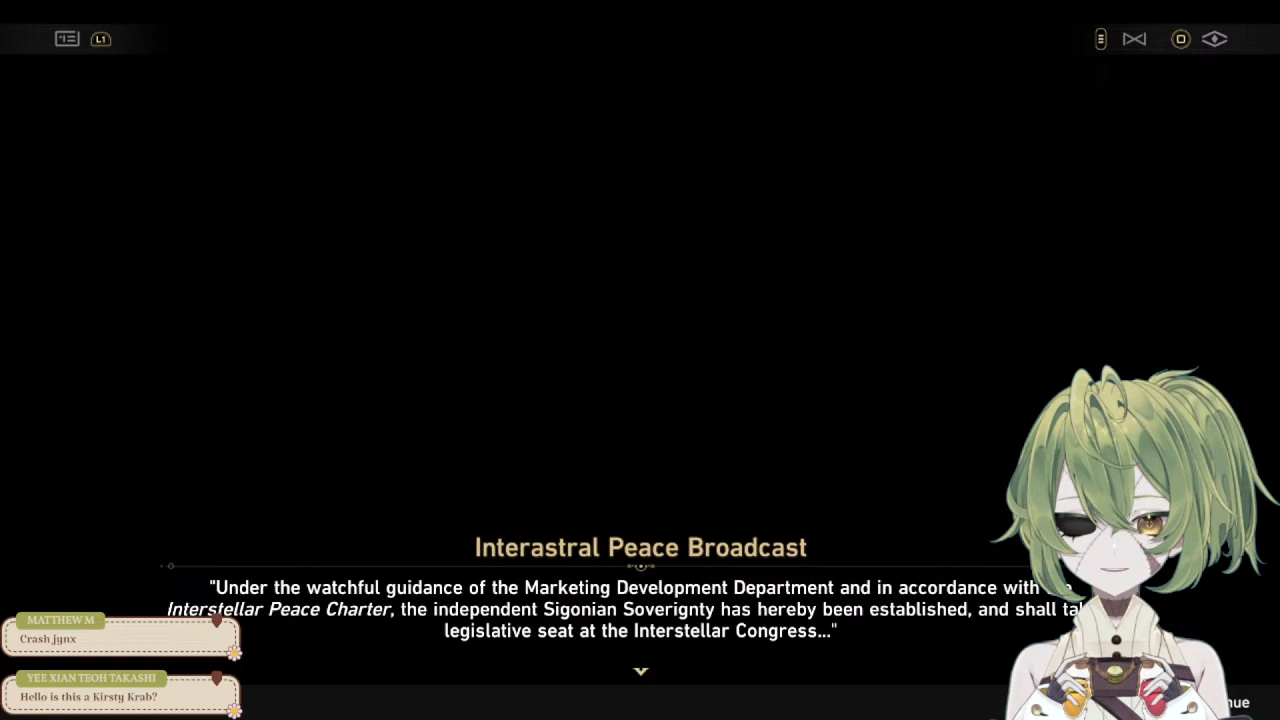 L1
Interastral Peace Broadcast
"Under the watchful guidance of the Marketing Development Department and in accordance with
Interstellar Peace Charter, the independent Sigonian Soverignty has hereby been established, and shall
legislative seat at the Interstellar Congress..."
MATTHEW M
Crash jynx
YEE XIAN TEOH TAKASHI
Hello is this a Kirsty Krab?